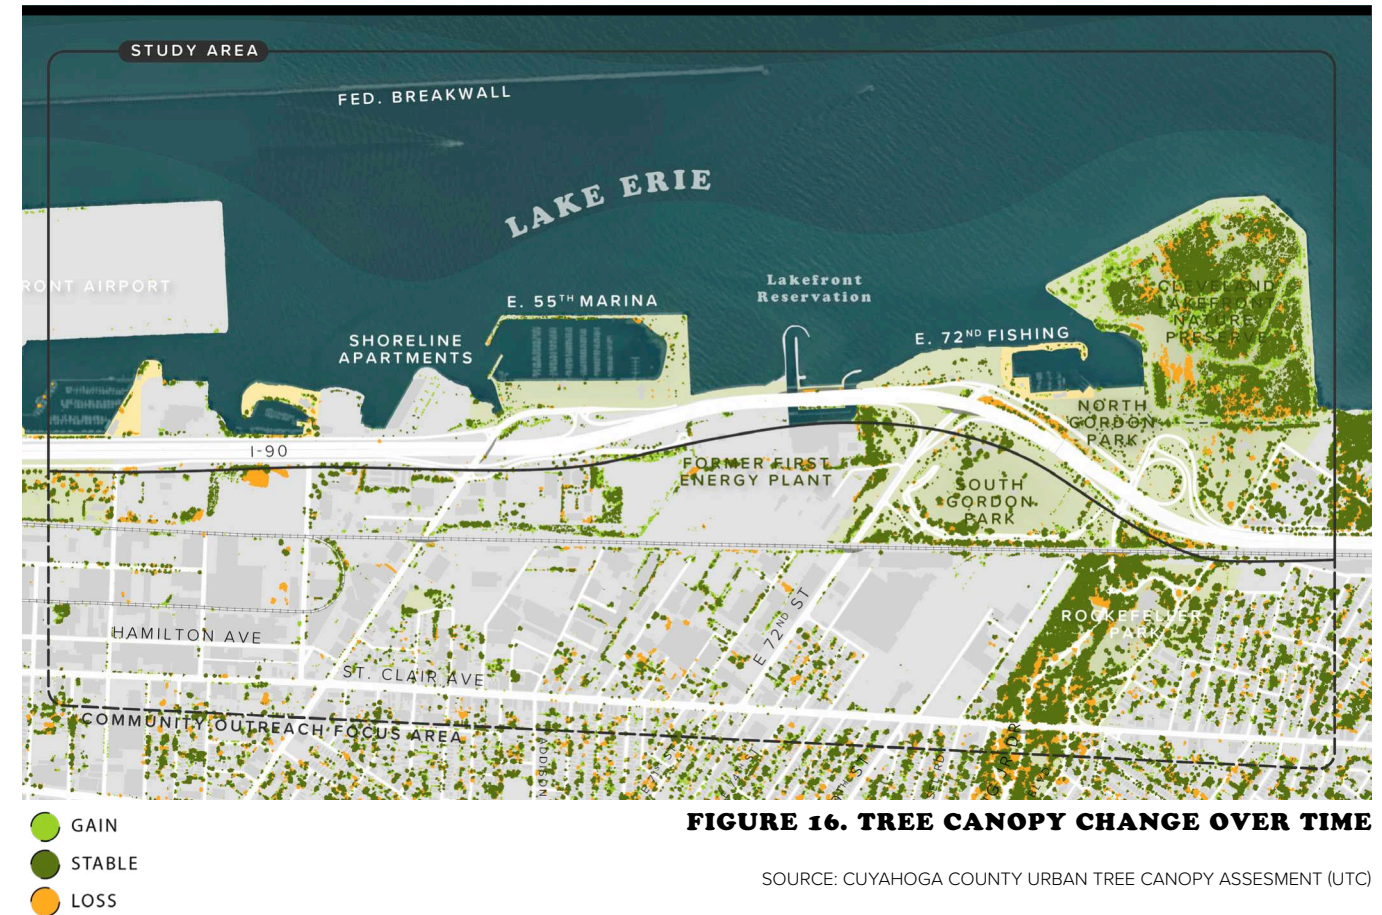 STUDY AREA
FED. BREAKWALL
LAKE ERIE
RONT AIRPORT
Lakefront
Reservation
E. 55TH MARINA
SHORELINE
APARTMENTS
E. 72ND FISHING
CLEVELAND
LAKEFRONT
NATURE
PRESERVE
NORTH
GORDON
PARK
I-90
FORMER FIRST
ENERGY PLANT
SOUTH
GORDON
PARK
ROCKEFELLER
PARK
HAMILTON AVE
E 72ND ST
ST. CLAIR AVE
COMMUNITY OUTREACH FOCUS AREA
ADDISON
GAIN
STABLE
LOSS
FIGURE 16. TREE CANOPY CHANGE OVER TIME
SOURCE: CUYAHOGA COUNTY URBAN TREE CANOPY ASSESMENT (UTC)